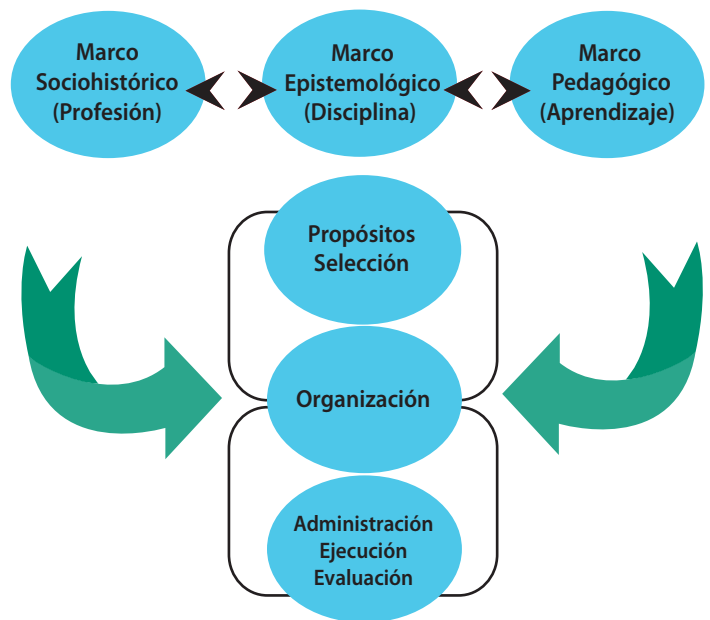 Marco
Sociohistórico
(Profesión)
Marco
Epistemológico
(Disciplina)
Marco
Pedagógico
(Aprendizaje)
Propósitos
Selección
Organización
Administración
Ejecución
Evaluación